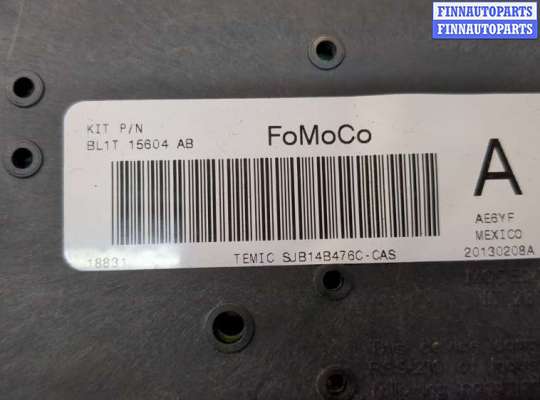 FINNAUTOPARTS
FINNAUTOPARTS
KIT P/N
BL1T 15604 AB
FoMoCo
A
AE6YF
MEXICO
18831
TEMIC SJB14B476C-CAS
20130208A